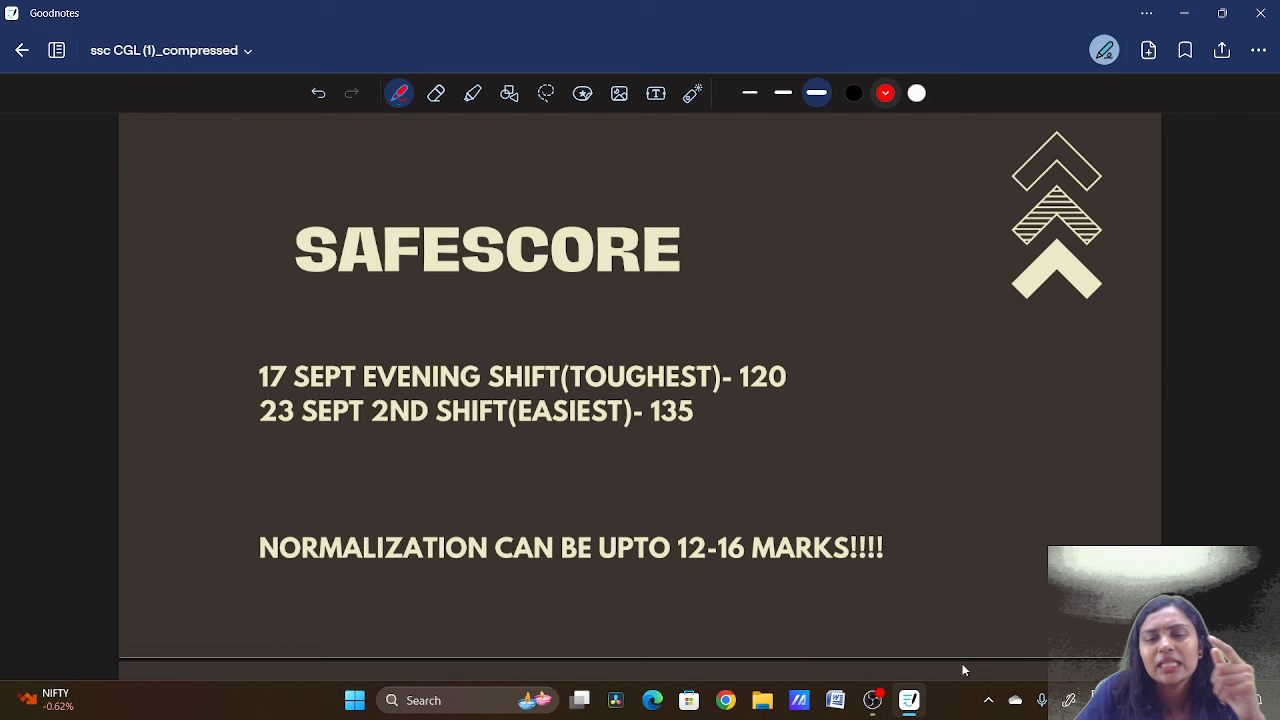 Goodnotes
ssc CGL (1)_compressed
SAFESCORE
17 SEPT EVENING SHIFT(TOUGHEST)- 120
23 SEPT 2ND SHIFT(EASIEST)- 135
NORMALIZATION CAN BE UPTO 12-16 MARKS!!!!
NIFTY
-0.62%
Search